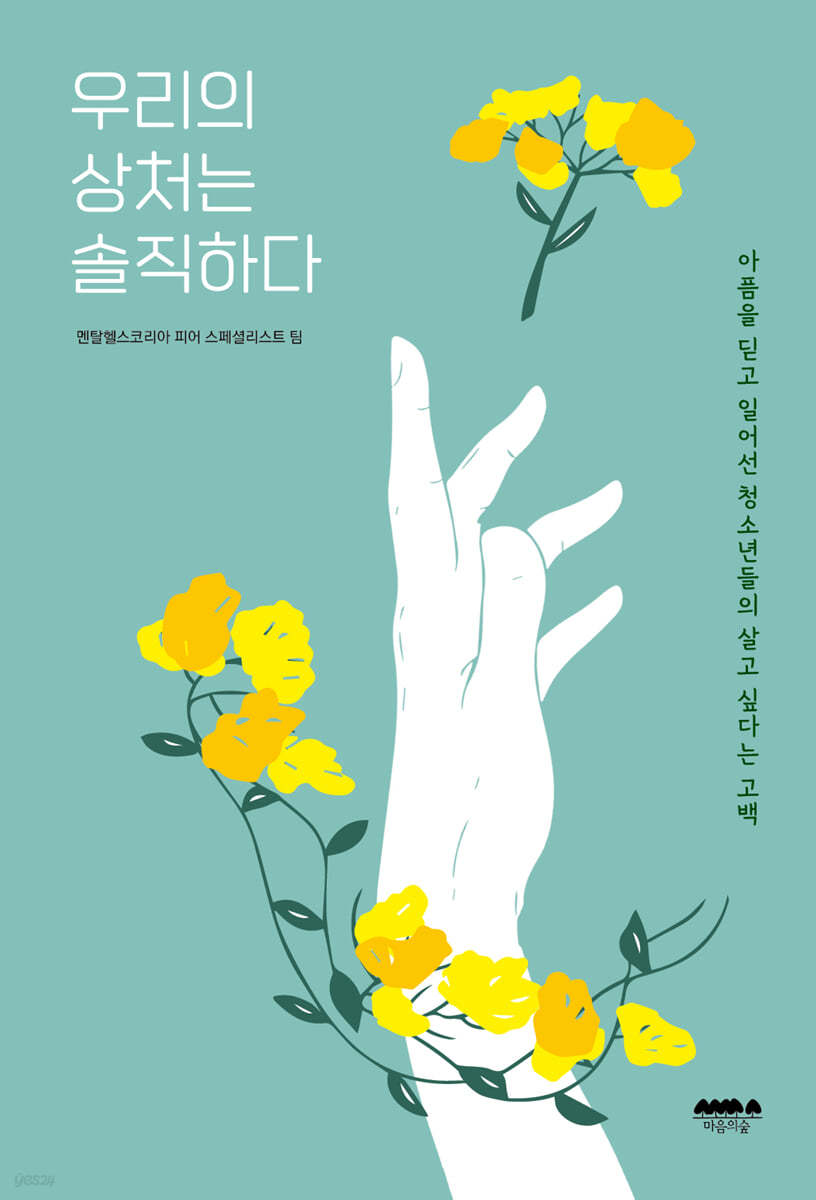 우리의
상처는
솔직하다
멘탈헬스코리아 피어 스페셜리스트 팀
아픔을 딛고 일어선 청소년들의 살고 싶다는 고백
마음의숲
yes24